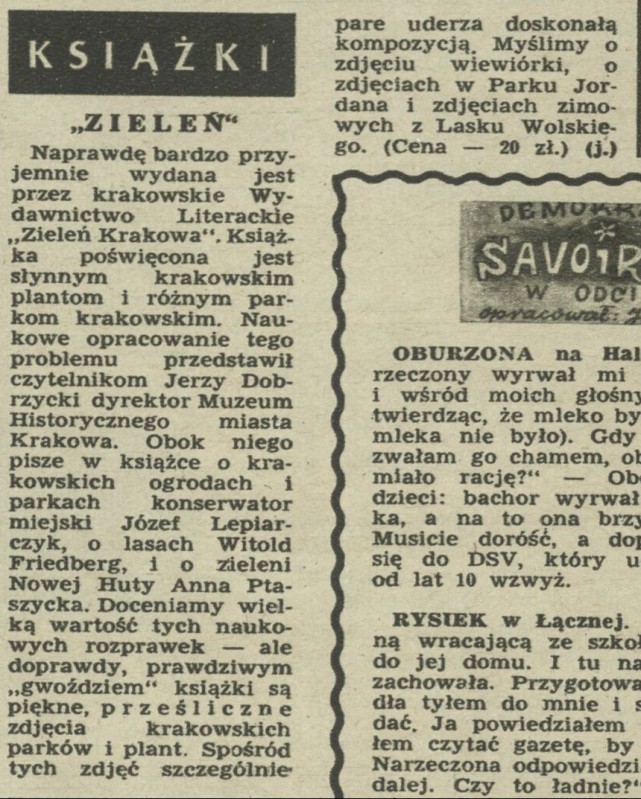 KSIĄŻKI
„ZIELEŃ“
Naprawdę bardzo przy-
jemnie wydana jest
przez krakowskie Wy-
dawnictwo Literackie
„Zieleń Krakowa“. Książ-
ka poświęcona jest
słynnym krakowskim
plantom i różnym par-
kom krakowskim. Nau-
kowe opracowanie tego
problemu przedstawił
czytelnikom Jerzy Dob-
rzycki dyrektor Muzeum
Historycznego miasta
Krakowa. Obok niego
pisze w książce o kra-
kowskich ogrodach i
parkach konserwator
miejski Józef Lepiar-
czyk, o lasach Witold
Friedberg, i o zieleni
Nowej Huty Anna Pta-
szycka. Doceniamy wiel-
ką wartość tych nauko-
wych rozprawek — ale
doprawdy, prawdziwym
„gwoździem“ książki są
piękne, prześliczne
zdjęcia krakowskich
parków i plant. Spośród
tych zdjęć szczególnie
pare uderza doskonałą
kompozycją. Myślimy o
zdjęciu wiewiórki, o
zdjęciach w Parku Jor-
dana i zdjęciach zimo-
wych z Lasku Wolskie-
go. (Cena — 20 zł.) (j.)
DEMOKR
SAVOIR
W ODCI
opracował:
OBURZONA na Hal
rzeczony wyrwał mi
i wśród moich głośny
twierdząc, że mleko by
mleka nie było). Gdy
zwałam go chamem, ob
miało rację?“ — Obo
dzieci: bachor wyrwał
ka, a na to ona brzy
Musicie doróść, a dop
się do DSV, który u
od lat 10 wzwyż.
RYSIEK w Łącznej.
ną wracającą ze szkoł
do jej domu. I tu na
zachowała. Przygotowa
dła tyłem do mnie i s
dać. Ja powiedziałem
łem czytać gazetę, by
Narzeczona odpowiedzi
dalej. Czy to ładnie?“